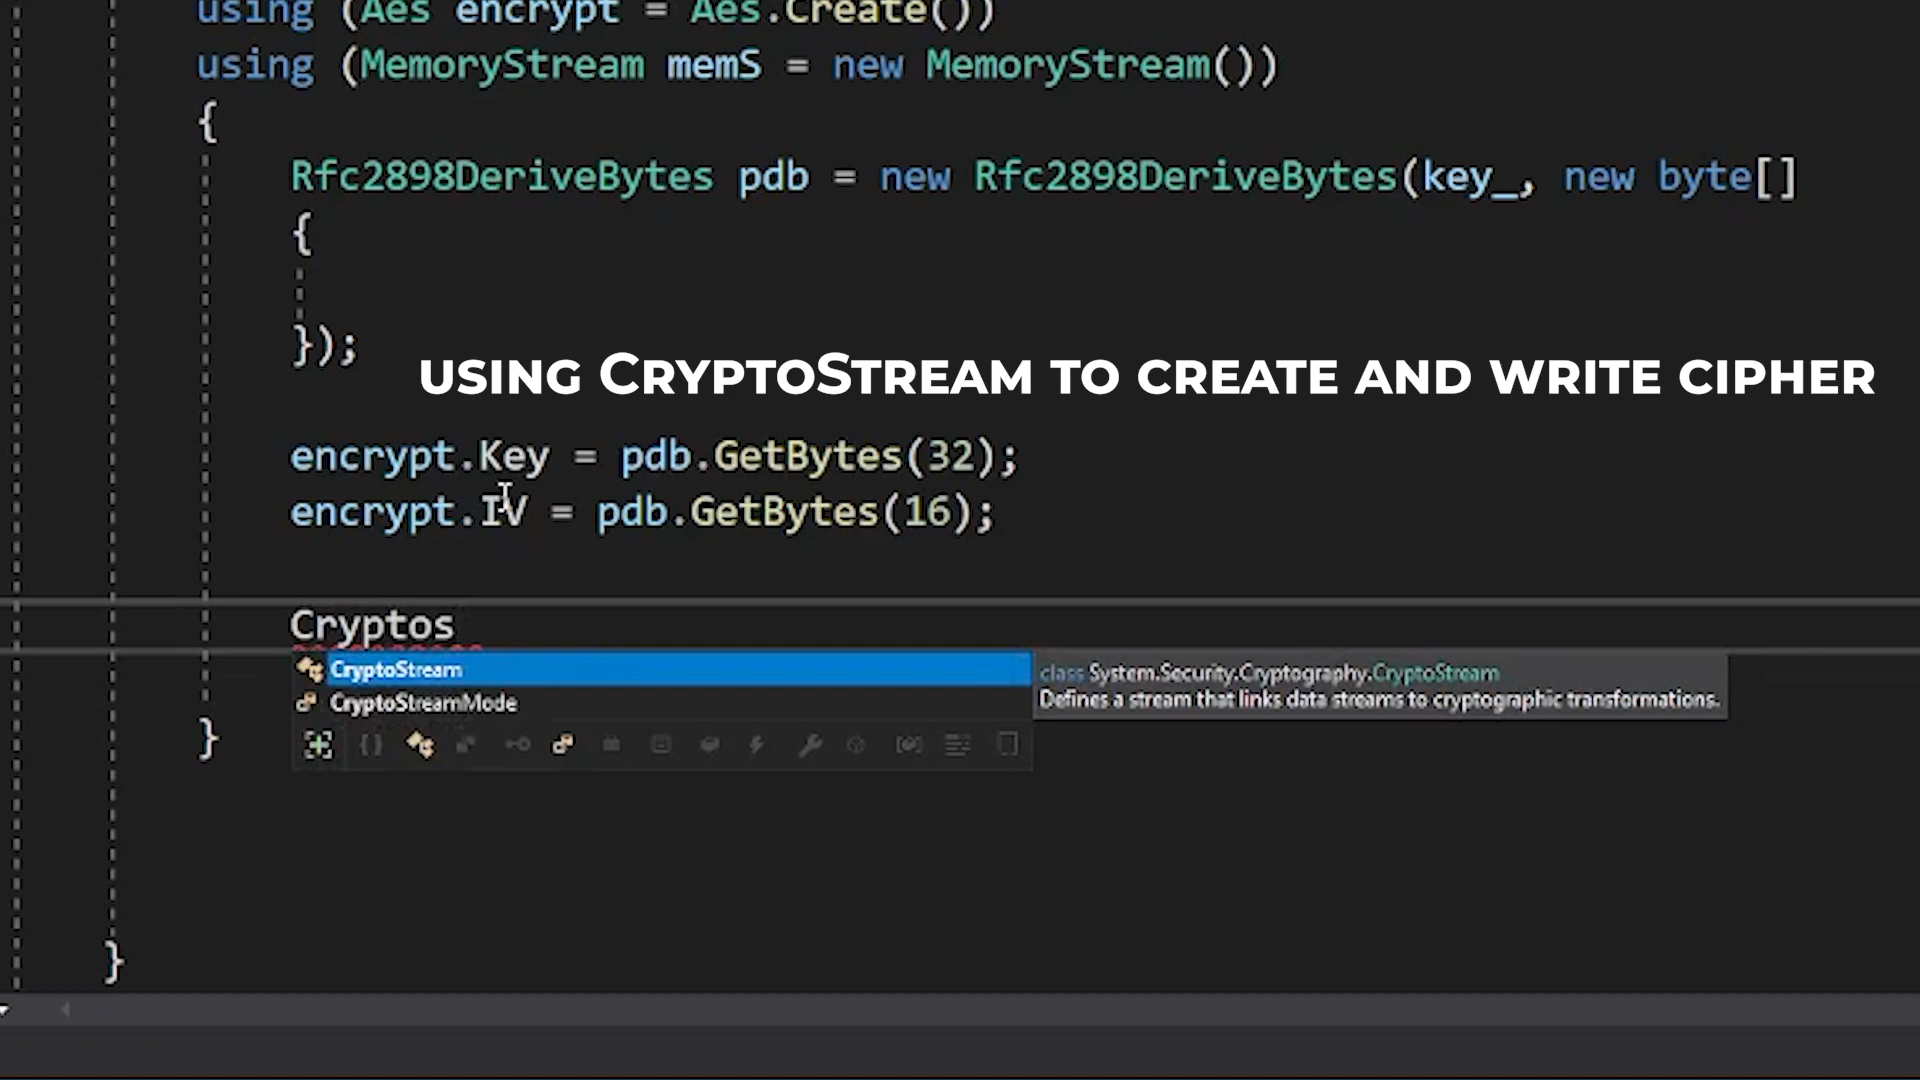 using (Aes encrypt = Aes.Create())
using (MemoryStream memS = new MemoryStream())
{
Rfc2898DeriveBytes pdb = new Rfc2898DeriveBytes(key_, new byte[]
{
});
USING CRYPTOSTREAM TO CREATE AND WRITE CIPHER
encrypt.Key = pdb.GetBytes(32);
encrypt.IV = pdb.GetBytes(16);
Cryptos
CryptoStream
CryptoStreamMode
class System.Security.Cryptography.CryptoStream
Defines a stream that links data streams to cryptographic transformations.
}
}